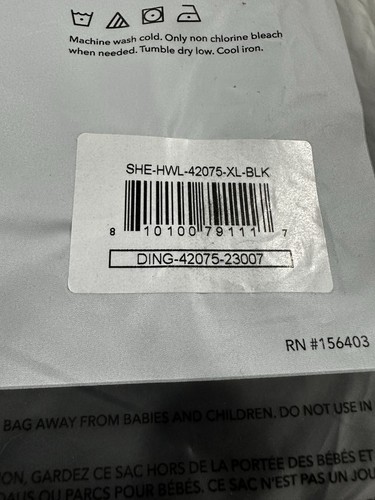 Machine wash cold. Only non chlorine bleach
when needed. Tumble dry low. Cool iron.
SHE-HWL-42075-XL-BLK
8 10100 79111 7
DING-42075-23007
RN #156403
BAG AWAY FROM BABIES AND CHILDREN. DO NOT USE IN
ON, GARDEZ CE SAC HORS DE LA PORTÉE DES BÉBÉS ET
OU PARCS POUR BÉBÉS. CE SAC N'EST PAS UN JOU